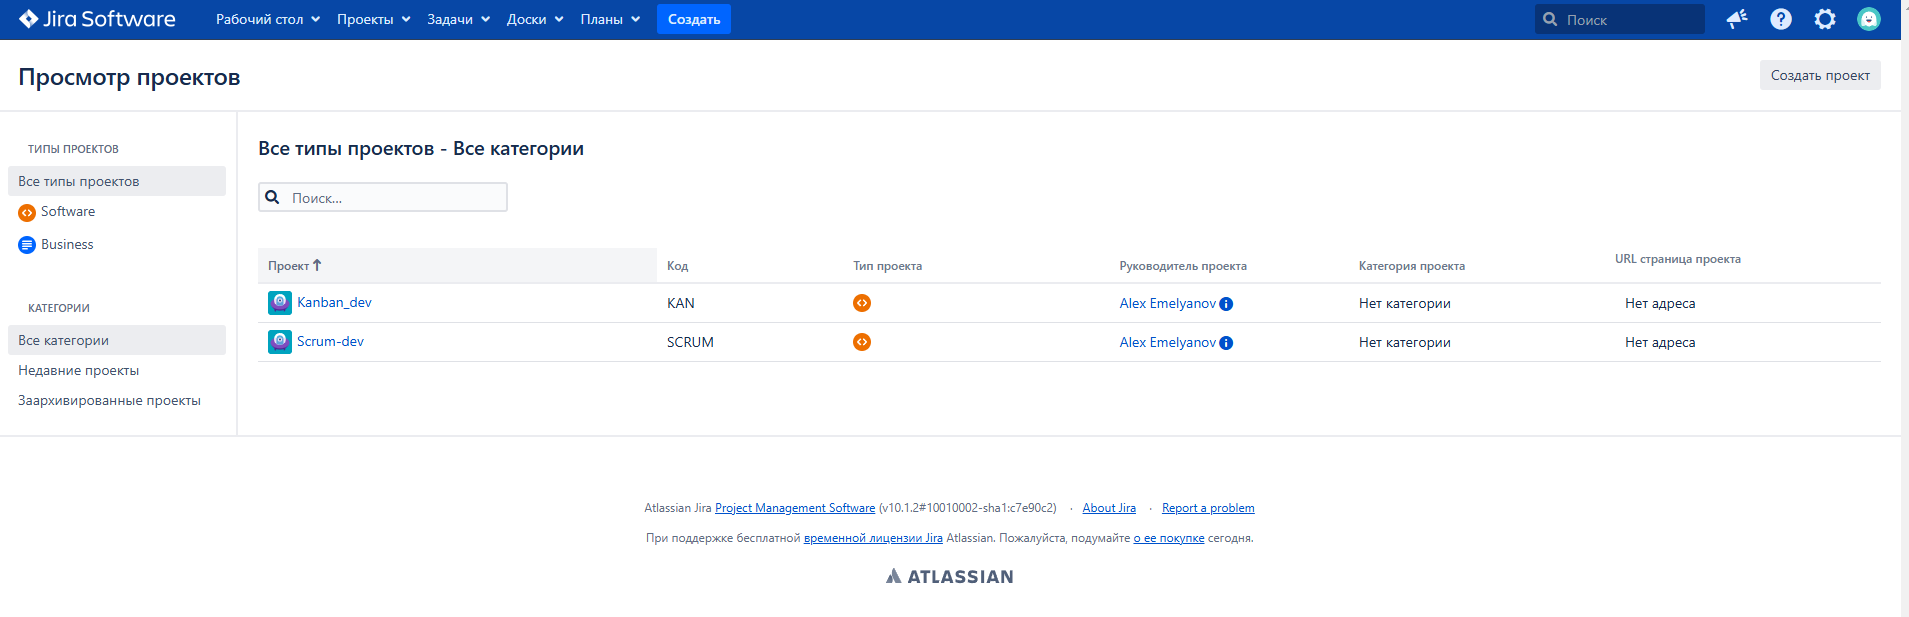 Jira Software Рабочий стол Проекты Задачи Доски Планы Создать Поиск
Просмотр проектов
Создать проект
ТИПЫ ПРОЕКТОВ
Все типы проектов
Software
Business
КАТЕГОРИИ
Все категории
Недавние проекты
Заархивированные проекты
Все типы проектов - Все категории
Поиск...
Проект Код Тип проекта Руководитель проекта Категория проекта URL страница проекта
Kanban_dev KAN Alex Emelyanov Нет категории Нет адреса
Scrum-dev SCRUM Alex Emelyanov Нет категории Нет адреса
Atlassian Jira Project Management Software (v10.1.2#10010002-sha1:c7e90c2) · About Jira · Report a problem
При поддержке бесплатной временной лицензии Jira Atlassian. Пожалуйста, подумайте о ее покупке сегодня.
ATLASSIAN